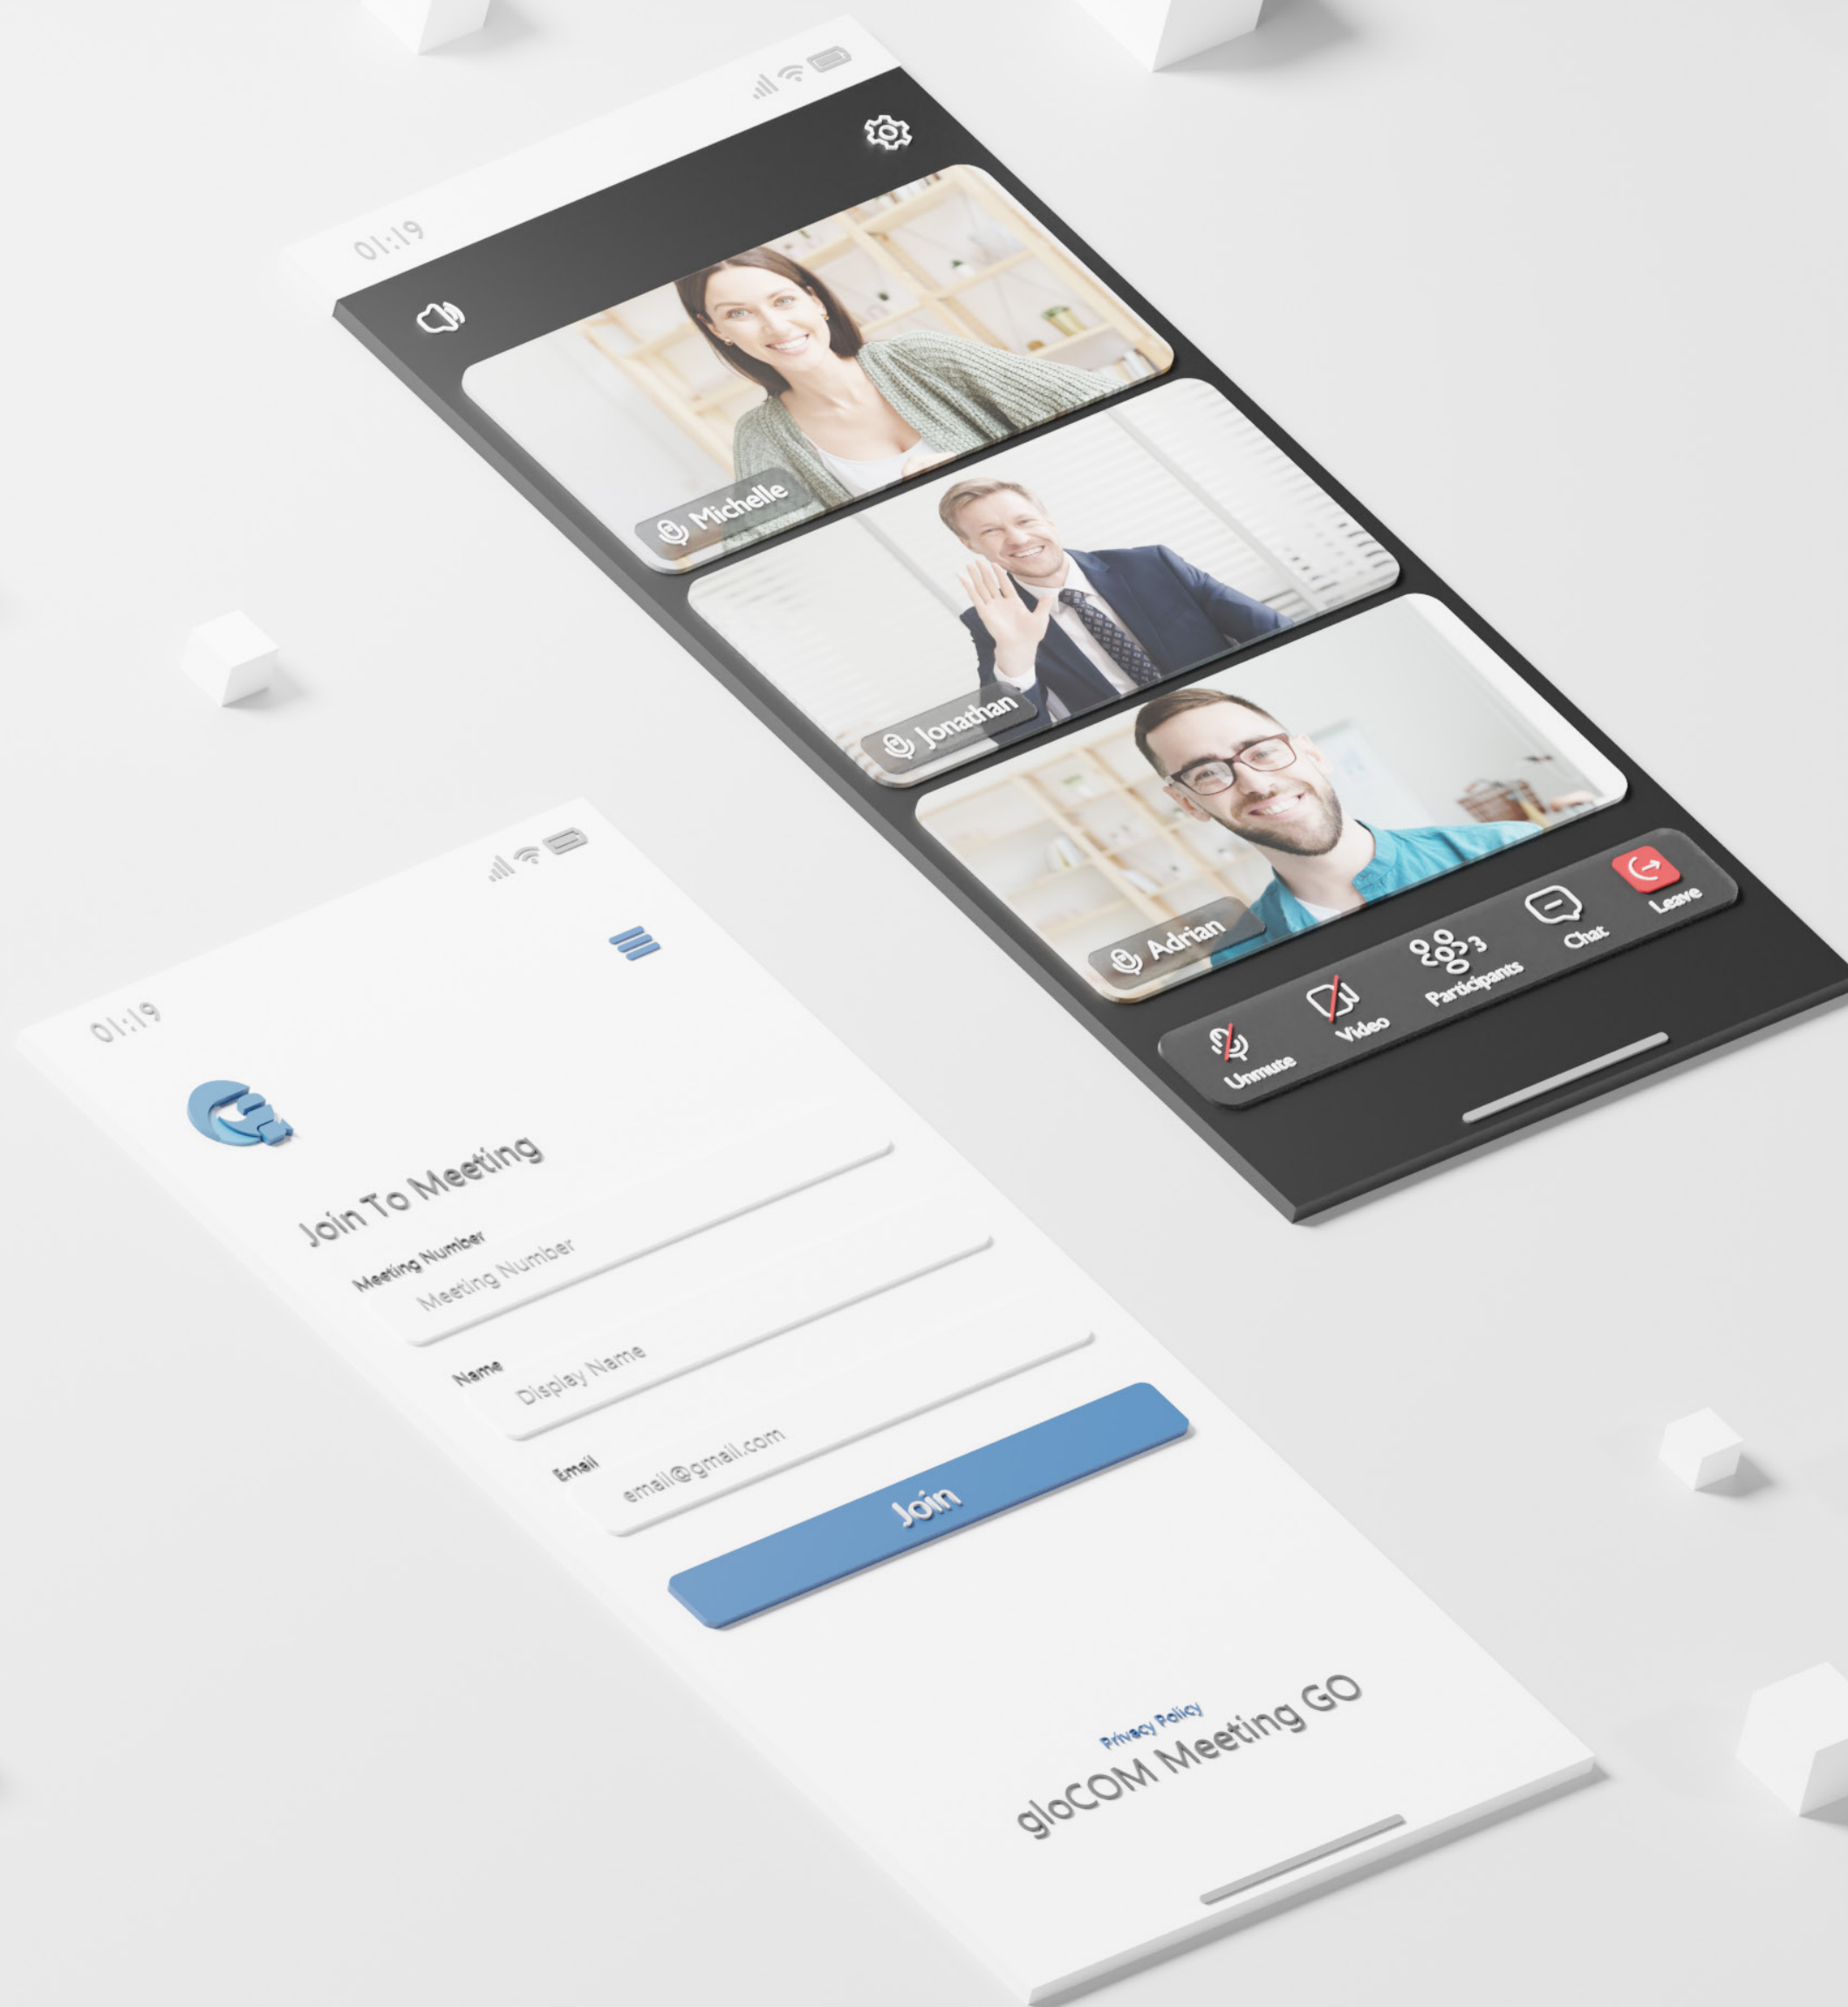 01:19
Michelle
Jonathan
Adrian
Unmute
Video
Participants
3
Chat
Leave
01:19
Join To Meeting
Meeting Number
Meeting Number
Name
Display Name
Email
email@gmail.com
Join
Privacy Policy
gloCOM Meeting GO